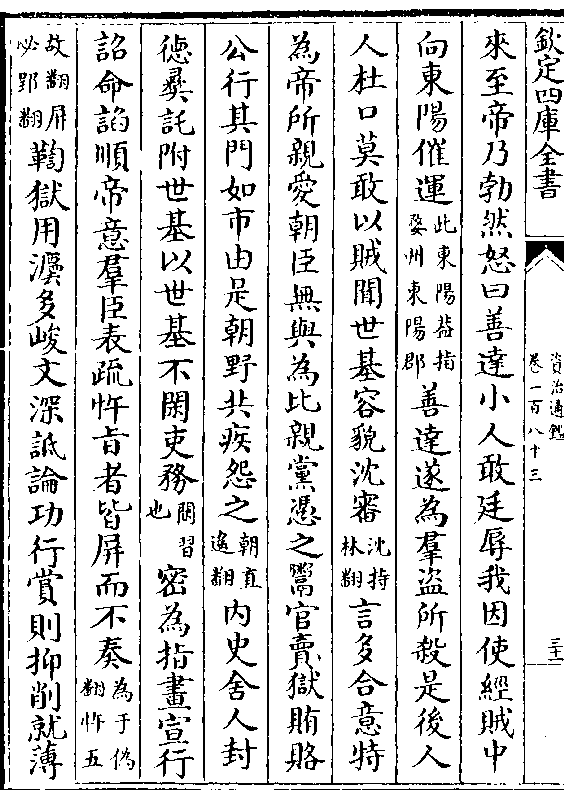 欽定四庫全書
資治通鑑
卷一百八十三
來至帝乃勃然怒曰善達小人敢廷辱我因使經賊中
向東陽催運此東陽葢指婺州東陽郡善達遂為羣盜所殺是後人
人杜口莫敢以賊聞世基容貌沈審沈持林翻言多合意特
為帝所親愛朝臣無與為比親黨憑之鬻官賣獄賄賂
公行其門如市由是朝野共疾怨之朝直遙翻内史舍人封
德彞託附世基以世基不閑吏務閑習也密為指畫宣行
詔命諂順帝意羣臣表疏忤旨者皆屏而不奏為于偽翻忤五
故翻屏必郢翻鞫獄用灋多峻文深詆論功行賞則抑削就薄